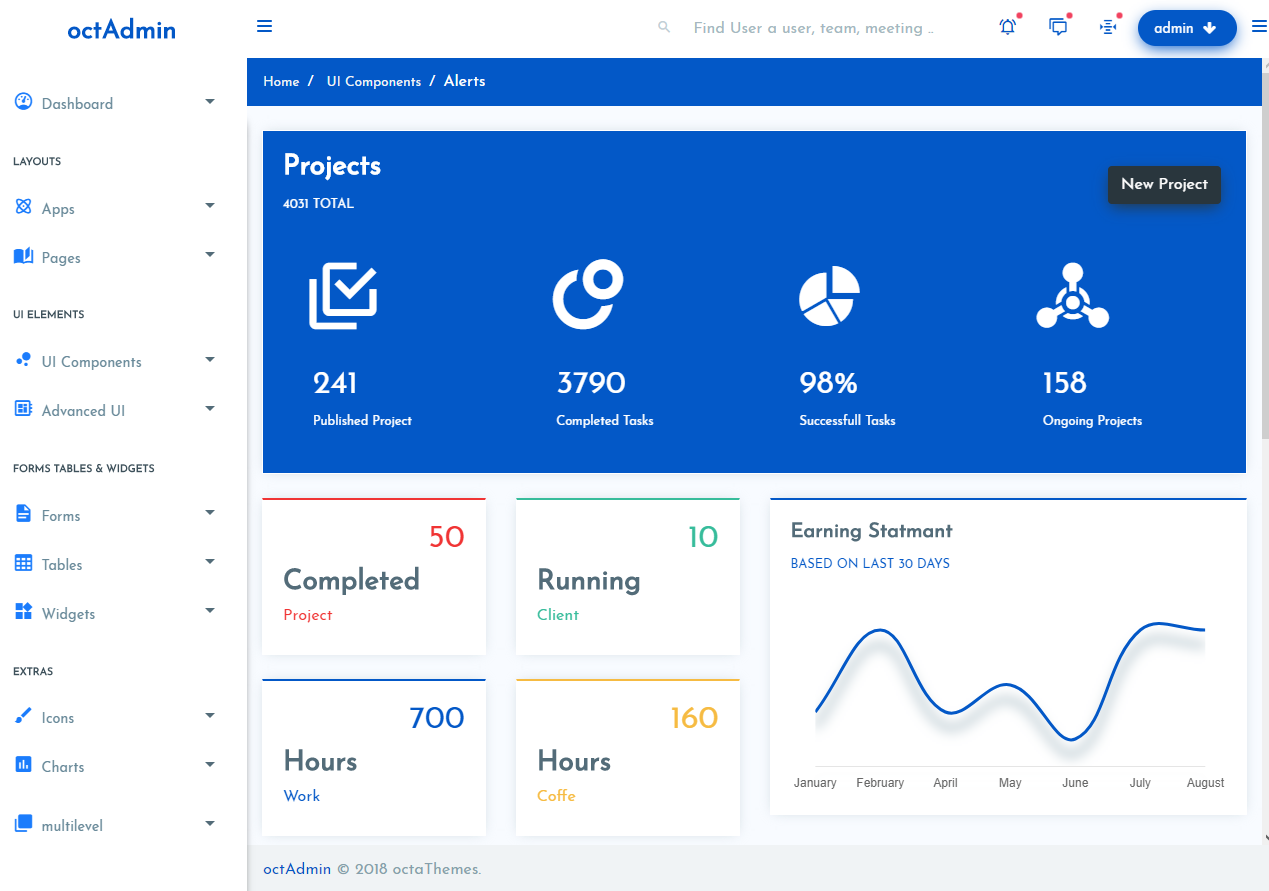 octAdmin
Find User a user, team, meeting ..
admin
Home / UI Components / Alerts
Dashboard
LAYOUTS
Apps
Pages
UI ELEMENTS
UI Components
Advanced UI
FORMS TABLES & WIDGETS
Forms
Tables
Widgets
EXTRAS
Icons
Charts
multilevel
Projects
4031 TOTAL
New Project
241
Published Project
3790
Completed Tasks
98%
Successfull Tasks
158
Ongoing Projects
50
Completed
Project
10
Running
Client
700
Hours
Work
160
Hours
Coffe
Earning Statmant
BASED ON LAST 30 DAYS
January February April May June July August
octAdmin © 2018 octaThemes.